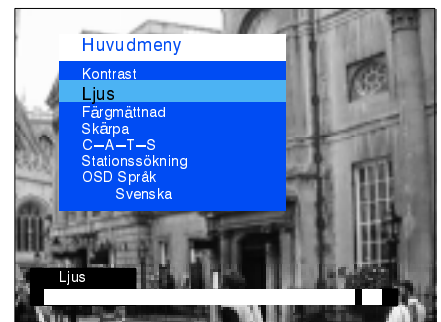 Huvudmeny
Kontrast
Ljus
Färgmättnad
Skärpa
C–A–T–S
Stationssökning
OSD Språk
Svenska
Ljus